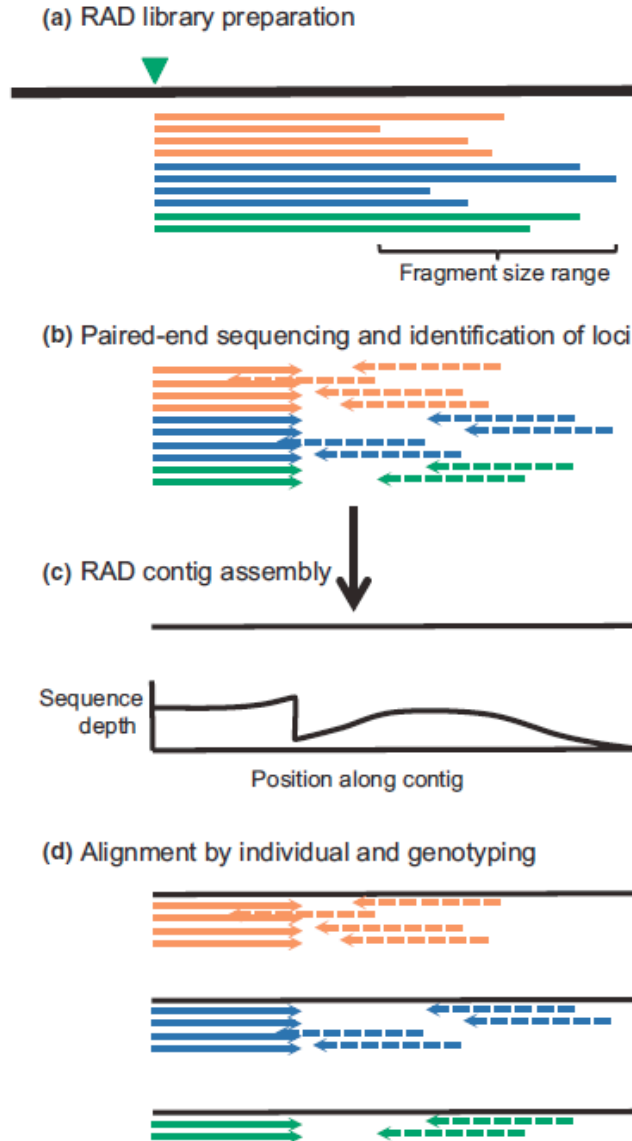 (a) RAD library preparation
Fragment size range
(b) Paired-end sequencing and identification of loci
(c) RAD contig assembly
Sequence
depth
Position along contig
(d) Alignment by individual and genotyping